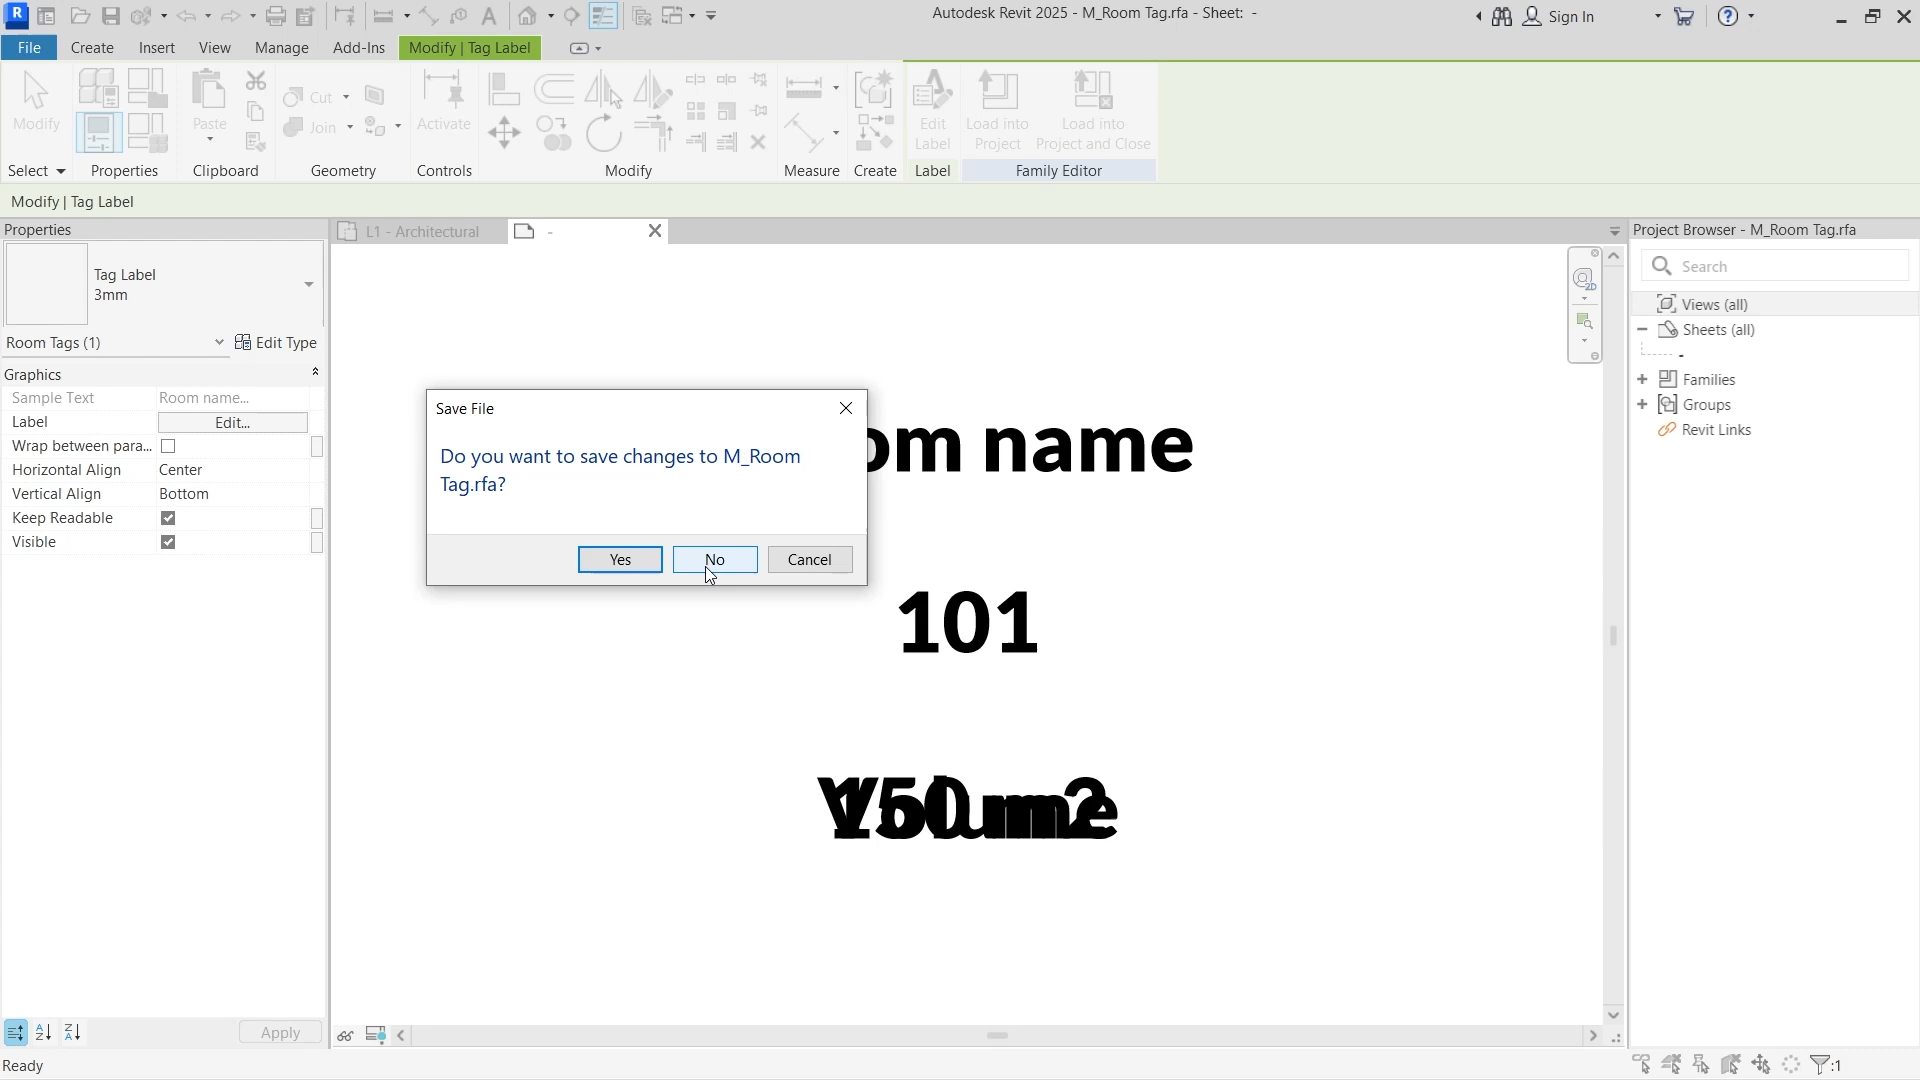 Autodesk Revit 2025 - M_Room Tag.rfa - Sheet: -
Sign In
File Create Insert View Manage Add-Ins Modify | Tag Label
Modify
Paste
Cut
Join
Activate
Edit Label
Load into Project
Load into Project and Close
Select Properties Clipboard Geometry Controls Modify Measure Create Label Family Editor
Modify | Tag Label
Properties
L1 - Architectural
-
Project Browser - M_Room Tag.rfa
Tag Label
3mm
Search
Room Tags (1)
Edit Type
Graphics
Sample Text Room name...
Label Edit...
Wrap between para...
Horizontal Align Center
Vertical Align Bottom
Keep Readable
Visible
Views (all)
Sheets (all)
-
Families
Groups
Revit Links
2D
Save File
Do you want to save changes to M_Room
Tag.rfa?
Yes No Cancel
om name
101
Apply
Ready
:1